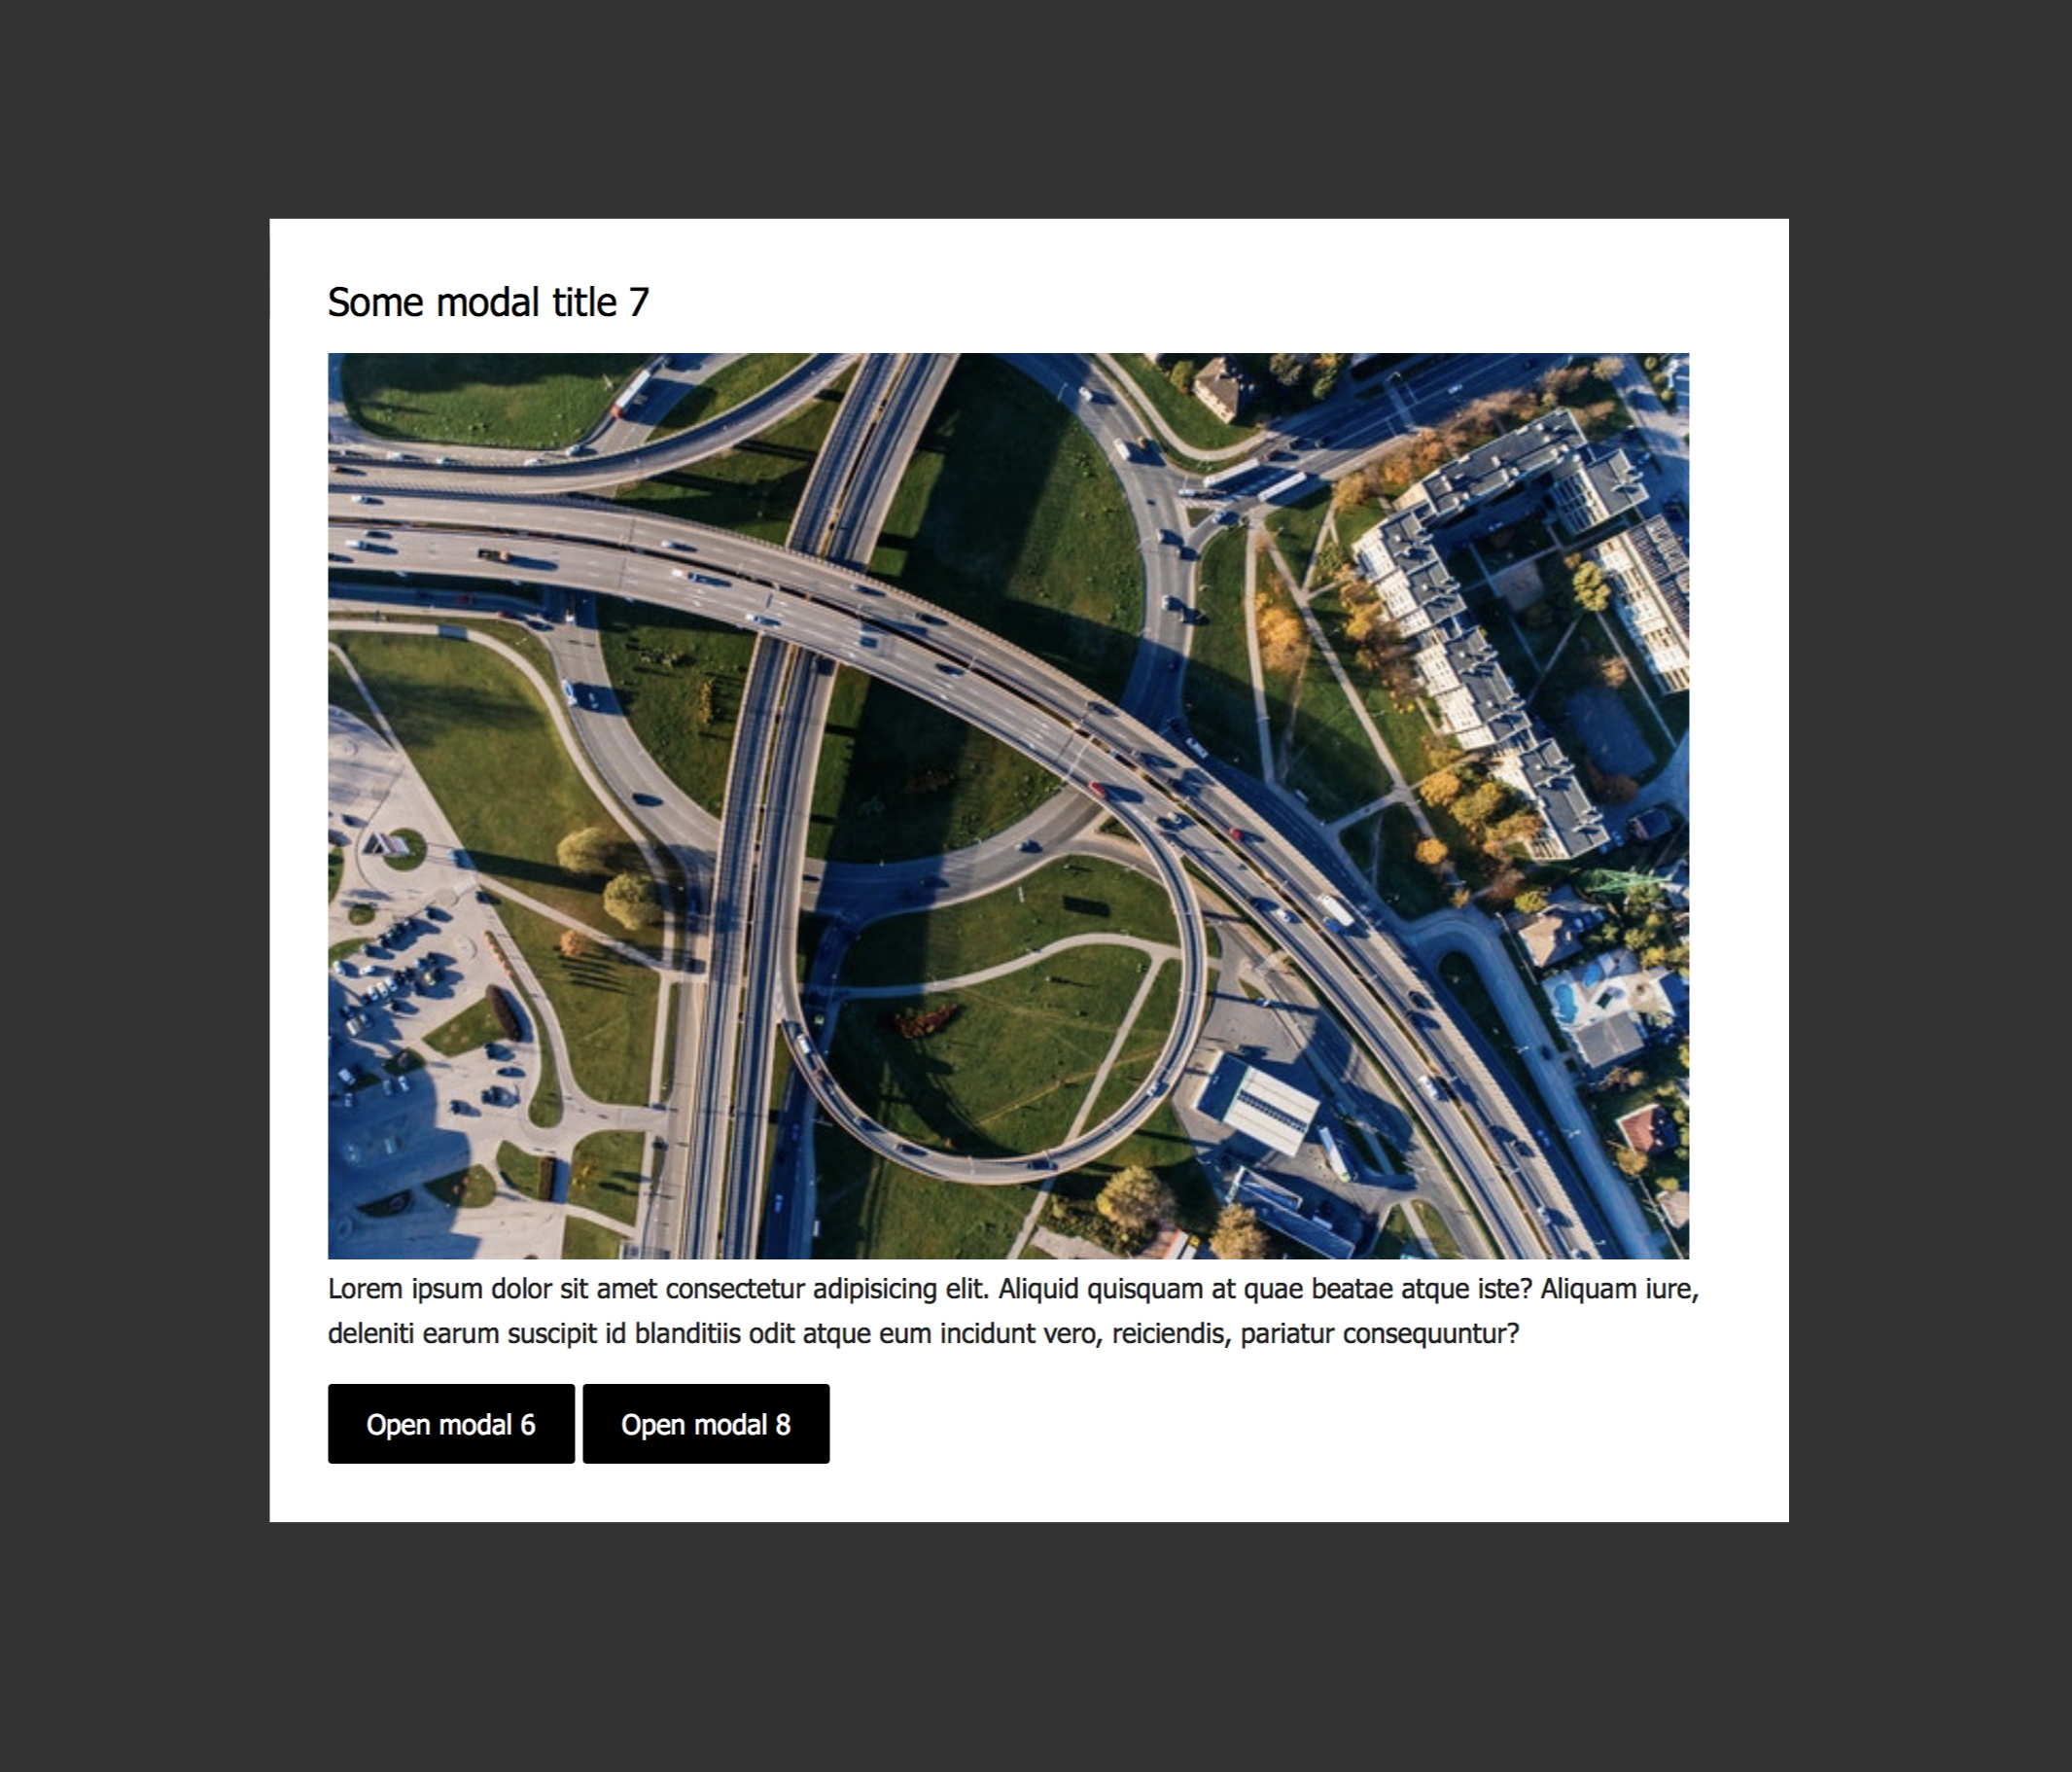 Some modal title 7
Lorem ipsum dolor sit amet consectetur adipisicing elit. Aliquid quisquam at quae beatae atque iste? Aliquam iure,
deleniti earum suscipit id blanditiis odit atque eum incidunt vero, reiciendis, pariatur consequuntur?
Open modal 6
Open modal 8